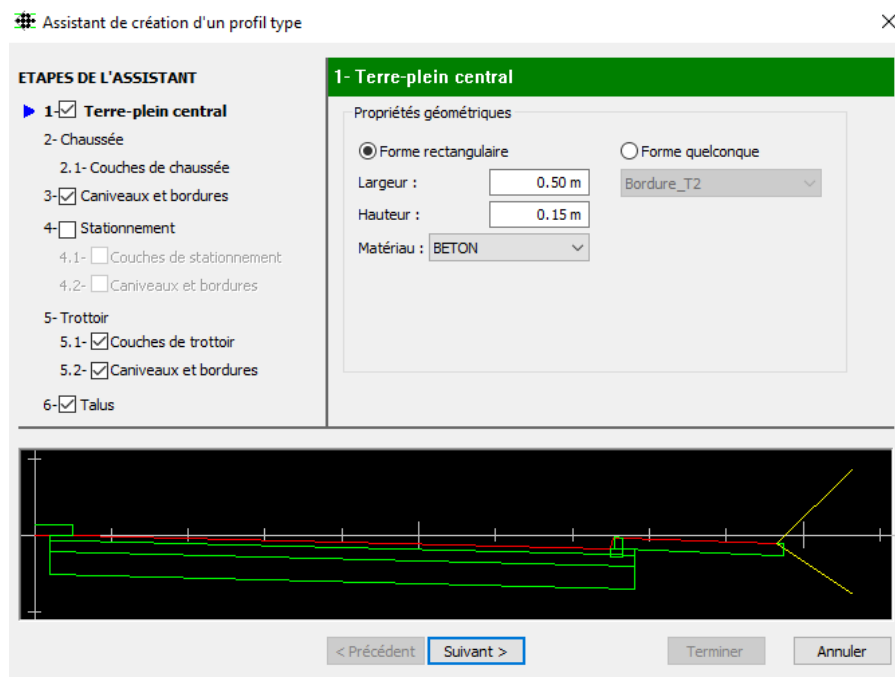 Assistant de création d'un profil type
ETAPES DE L'ASSISTANT
1- Terre-plein central
2- Chaussée
2.1- Couches de chaussée
3- Caniveaux et bordures
4- Stationnement
4.1- Couches de stationnement
4.2- Caniveaux et bordures
5- Trottoir
5.1- Couches de trottoir
5.2- Caniveaux et bordures
6- Talus
1- Terre-plein central
Propriétés géométriques
Forme rectangulaire
Forme quelconque
Largeur : 0.50 m
Bordure_T2
Hauteur : 0.15 m
Matériau : BETON
< Précédent
Suivant >
Terminer
Annuler